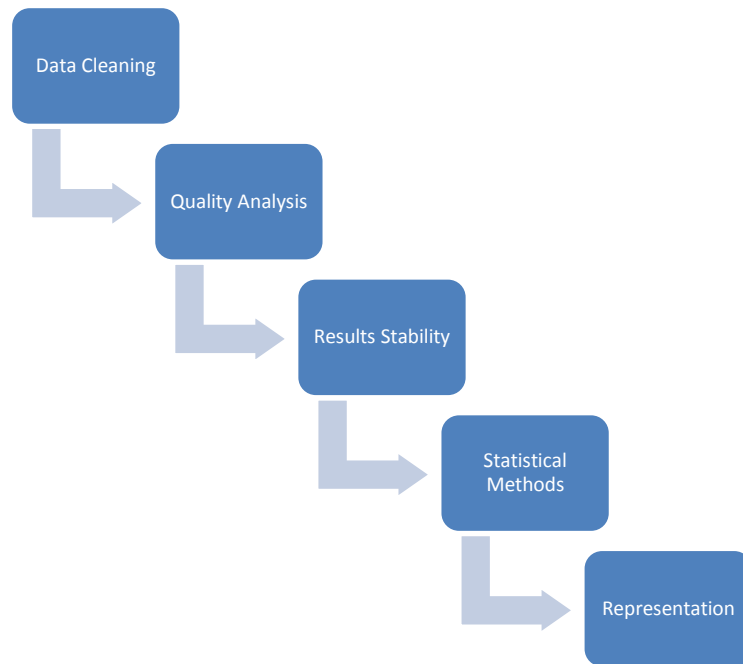 Data Cleaning
Quality Analysis
Results Stability
Statistical
Methods
Representation